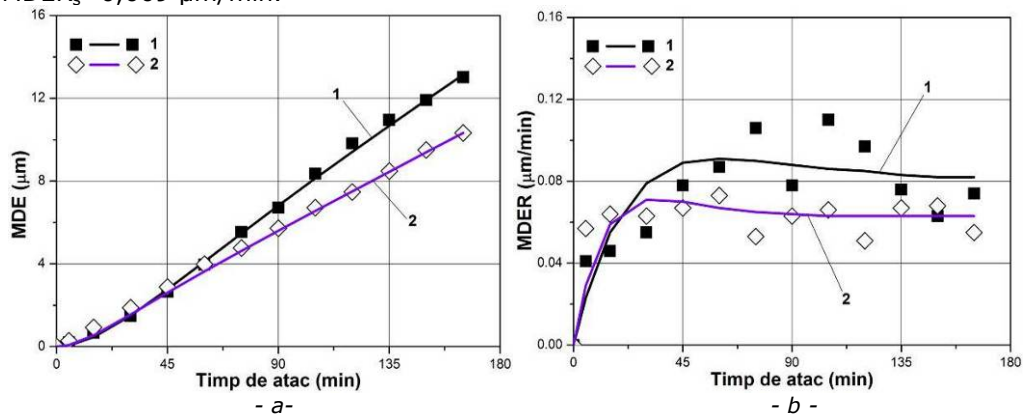 μm/min.
16
12
8
4
0
MDE (μm)
1
2
1
2
0 45 90 135 180
Timp de atac (min)
- a-
0.16
0.12
0.08
0.04
0.00
MDER (μm/min)
1
2
1
2
0 45 90 135 180
Timp de atac (min)
- b -